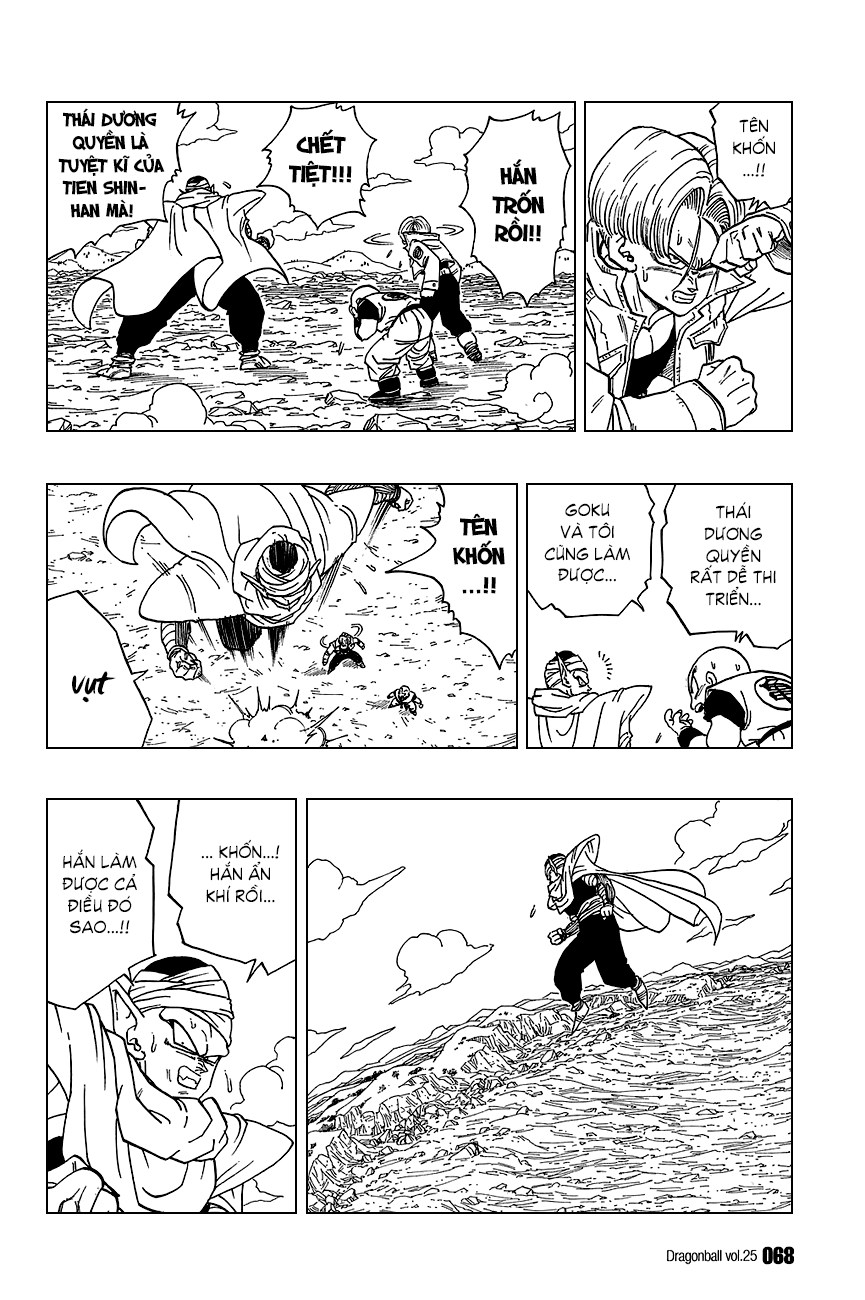 TÊN
KHỐN
...!!
HẮN
TRỐN
RỒI!!
CHẾT
TIỆT!!!
THÁI DƯƠNG
QUYỀN LÀ
TUYỆT KĨ CỦA
TIEN SHIN-
HAN MÀ!
THÁI
DƯƠNG
QUYỀN
RẤT DỄ THI
TRIỂN...
GOKU
VÀ TÔI
CŨNG LÀM
ĐƯỢC...
TÊN
KHỐN
...!!
VỤT
... KHỐN...!
HẮN ẨN
KHÍ RỒI...
HẮN LÀM
ĐƯỢC CẢ
ĐIỀU ĐÓ
SAO...!!
Dragonball vol.25 068